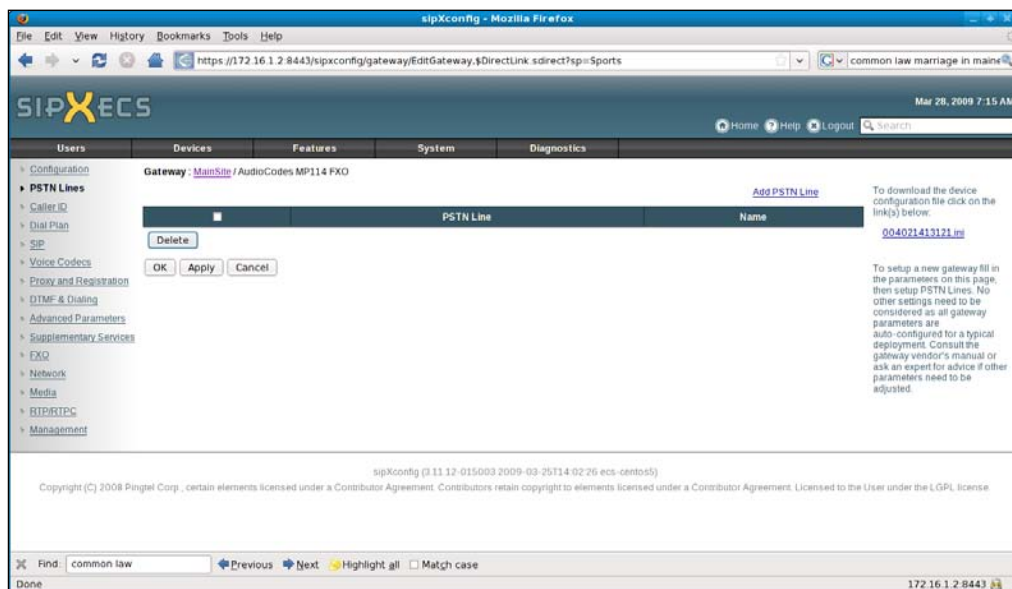 sipXconfig - Mozilla Firefox
File Edit View History Bookmarks Tools Help
https://172.16.1.2:8443/sipxconfig/gateway/EditGateway,$DirectLink.sdirect?sp=Sports
common law marriage in maine
SIPXECS
Mar 28, 2009 7:15 AM
Home Help Logout Search
Users Devices Features System Diagnostics
Configuration
PSTN Lines
Caller ID
Dial Plan
SIP
Voice Codecs
Proxy and Registration
DTMF & Dialing
Advanced Parameters
Supplementary Services
FXO
Network
Media
RTP/RTPC
Management
Gateway : MainSite / AudioCodes MP114 FXO
Add PSTN Line
PSTN Line Name
Delete
OK Apply Cancel
To download the device
configuration file click on the
link(s) below:
004021413121.ini
To setup a new gateway fill in
the parameters on this page,
then setup PSTN Lines. No
other settings need to be
considered as all gateway
parameters are
auto-configured for a typical
deployment. Consult the
gateway vendor's manual or
ask an expert for advice if other
parameters need to be
adjusted.
sipXconfig (3.11.12-015003 2009-03-25T14:02:26 ecs-centos5)
Copyright (C) 2008 Pingtel Corp., certain elements licensed under a Contributor Agreement. Contributors retain copyright to elements licensed under a Contributor Agreement. Licensed to the User under the LGPL license.
Find: common law Previous Next Highlight all Match case
Done
172.16.1.2:8443